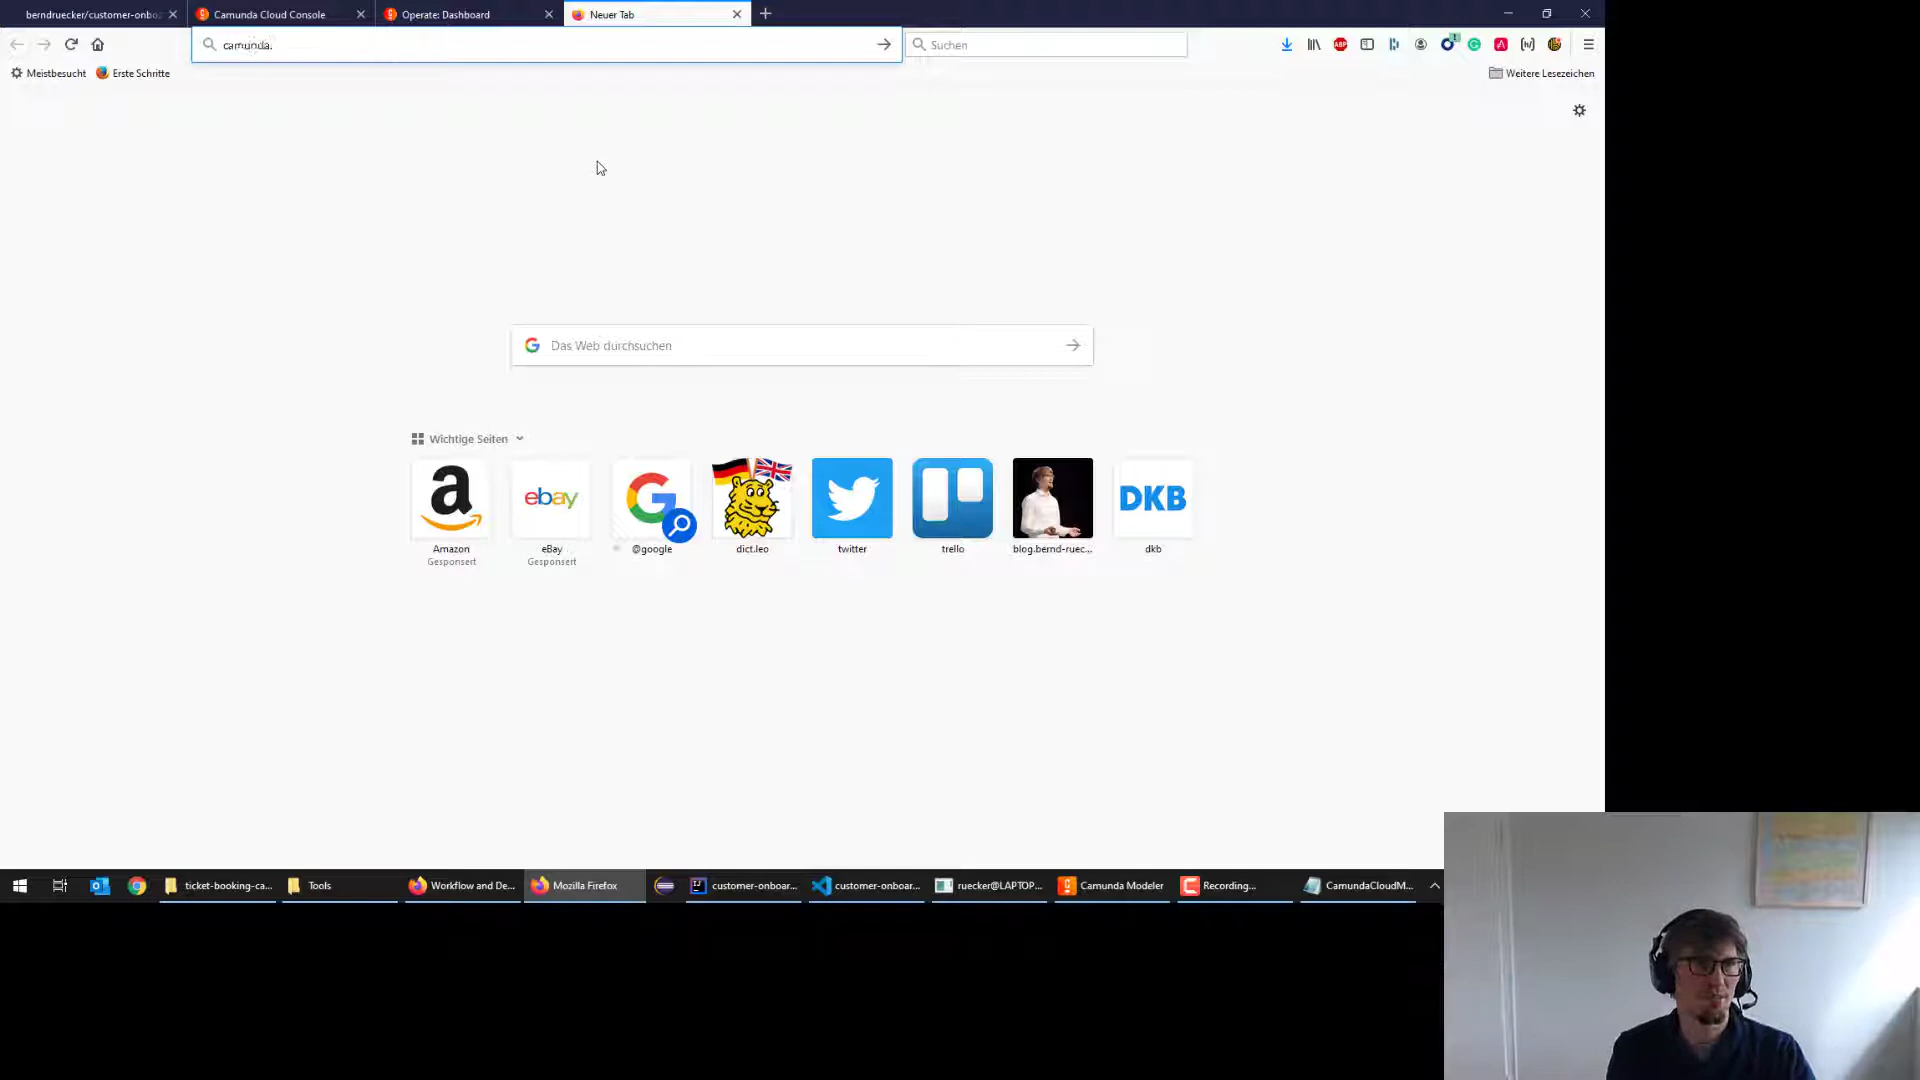 berndruecker/customer-onbo
Camunda Cloud Console
Operate: Dashboard
Neuer Tab
camunda.
Suchen
ABP
Meistbesucht
Erste Schritte
Weitere Lesezeichen
Das Web durchsuchen
Wichtige Seiten
a
ebay
DKB
Amazon
Gesponsert
eBay
Gesponsert
@google
dict.leo
twitter
trello
blog.bernd-ruec...
dkb
ticket-booking-ca...
Tools
Workflow and De...
Mozilla Firefox
customer-onboar...
customer-onboar...
ruecker@LAPTOP...
Camunda Modeler
Recording...
CamundaCloudM...